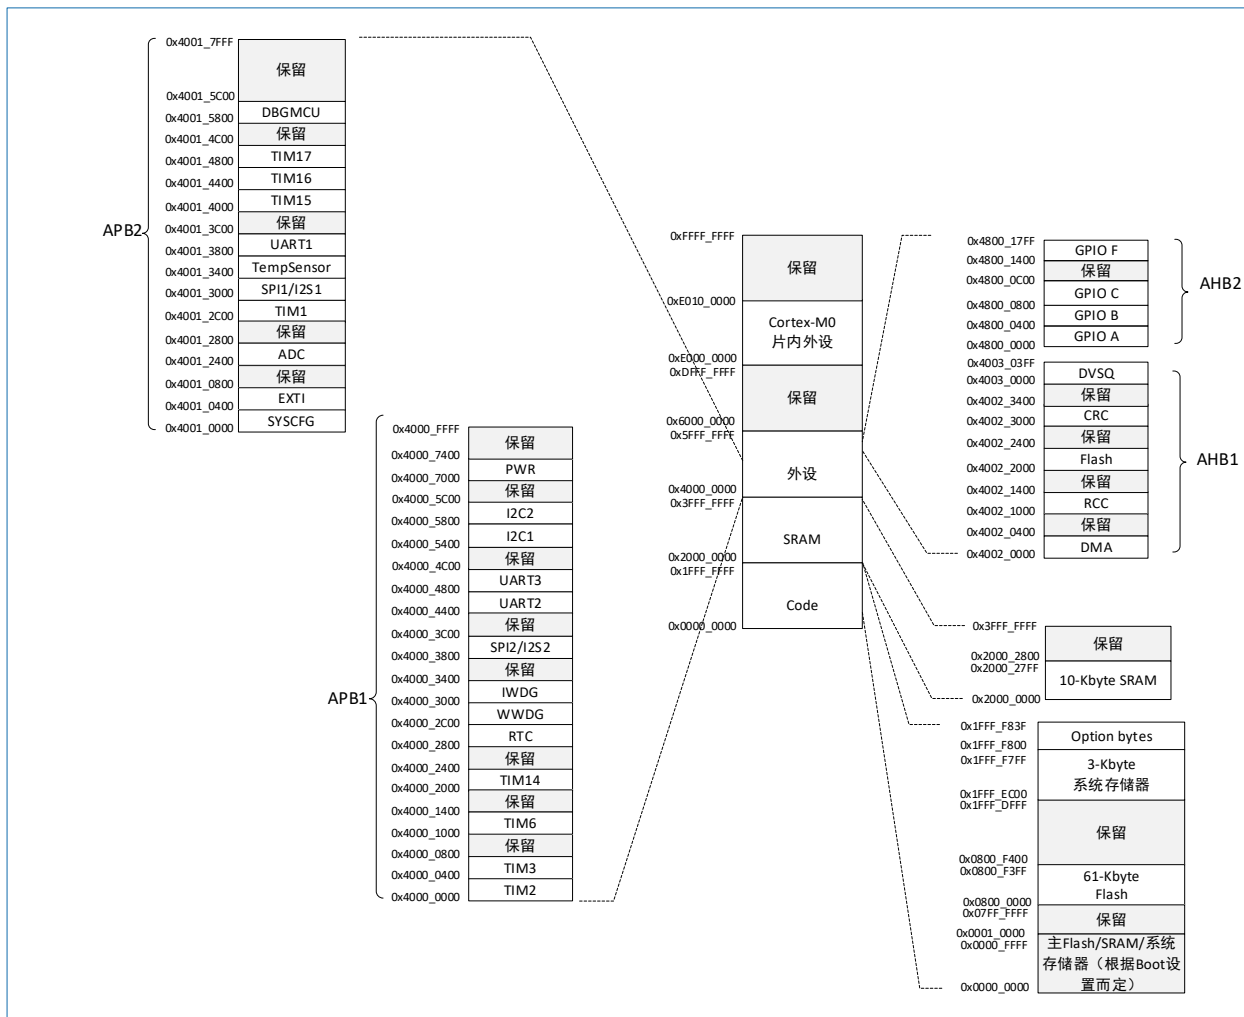 0x4001_7FFF
保留
0x4001_5C00
DBGMCU
0x4001_5800
保留
0x4001_4C00
TIM17
0x4001_4800
TIM16
0x4001_4400
TIM15
0x4001_4000
保留
0x4001_3C00
UART1
0x4001_3800
TempSensor
0x4001_3400
SPI1/I2S1
0x4001_3000
TIM1
0x4001_2C00
保留
0x4001_2800
ADC
0x4001_2400
保留
0x4001_0800
EXTI
0x4001_0400
SYSCFG
0x4001_0000
APB2
0x4000_FFFF
保留
0x4000_7400
PWR
0x4000_7000
保留
0x4000_5C00
I2C2
0x4000_5800
I2C1
0x4000_5400
保留
0x4000_4C00
UART3
0x4000_4800
UART2
0x4000_4400
保留
0x4000_3C00
SPI2/I2S2
0x4000_3800
保留
0x4000_3400
IWDG
0x4000_3000
WWDG
0x4000_2C00
RTC
0x4000_2800
保留
0x4000_2400
TIM14
0x4000_2000
保留
0x4000_1400
TIM6
0x4000_1000
保留
0x4000_0800
TIM3
0x4000_0400
TIM2
0x4000_0000
APB1
0xFFFF_FFFF
保留
0xE010_0000
Cortex-M0
片内外设
0xE000_0000
0xDFFF_FFFF
保留
0x6000_0000
0x5FFF_FFFF
外设
0x4000_0000
0x3FFF_FFFF
SRAM
0x2000_0000
0x1FFF_FFFF
Code
0x0000_0000
0x4800_17FF
GPIO F
0x4800_1400
保留
0x4800_0C00
GPIO C
0x4800_0800
GPIO B
0x4800_0400
GPIO A
0x4800_0000
AHB2
0x4003_03FF
DVSQ
0x4003_0000
保留
0x4002_3400
CRC
0x4002_3000
保留
0x4002_2400
Flash
0x4002_2000
保留
0x4002_1400
RCC
0x4002_1000
保留
0x4002_0400
DMA
0x4002_0000
AHB1
0x3FFF_FFFF
保留
0x2000_2800
0x2000_27FF
10-Kbyte SRAM
0x2000_0000
0x1FFF_F83F
Option bytes
0x1FFF_F800
0x1FFF_F7FF
3-Kbyte
系统存储器
0x1FFF_EC00
0x1FFF_DFFF
保留
0x0800_F400
0x0800_F3FF
61-Kbyte
Flash
0x0800_0000
0x07FF_FFFF
保留
0x0001_0000
0x0000_FFFF
主Flash/SRAM/系统
存储器（根据Boot设
置而定）
0x0000_0000